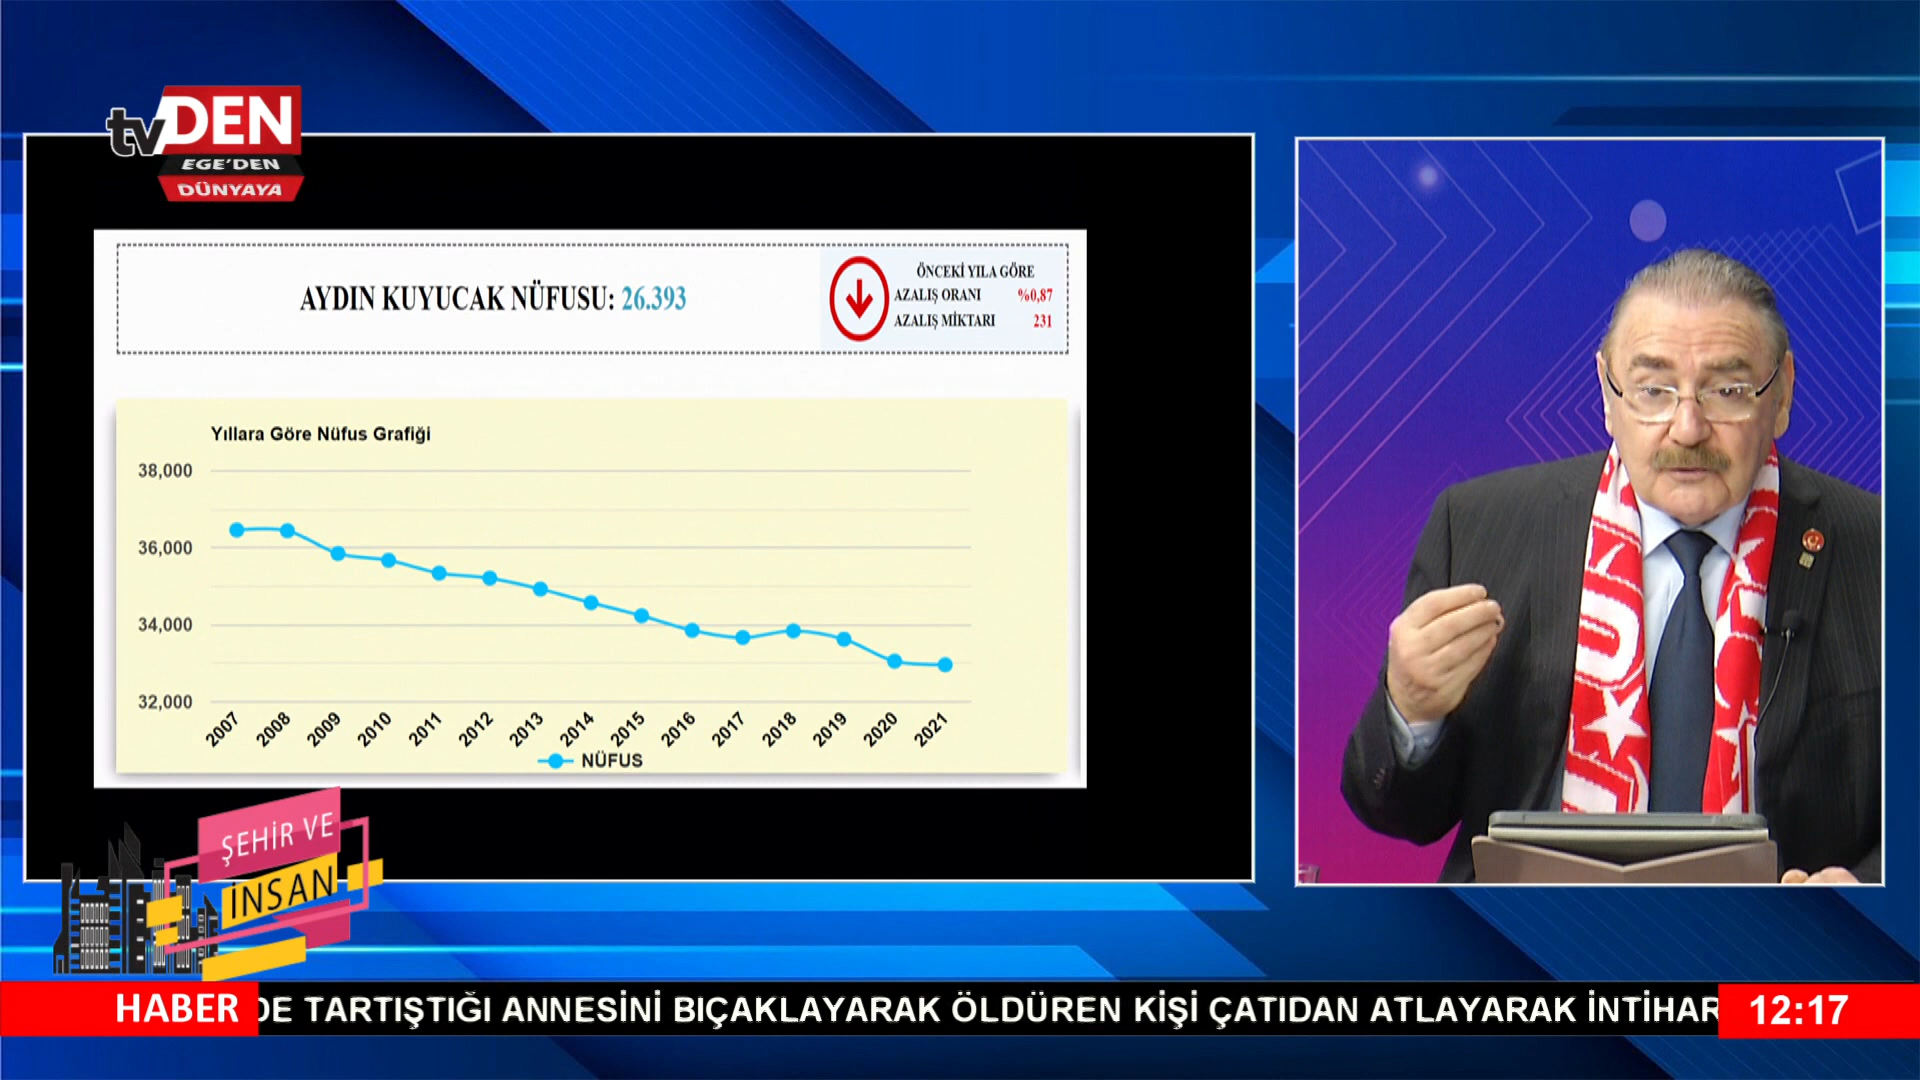 tvDEN
EGE'DEN
DÜNYAYA
AYDIN KUYUCAK NÜFUSU: 26.393
ÖNCEKİ YILA GÖRE
AZALIŞ ORANI %0,87
AZALIŞ MİKTARI 231
Yıllara Göre Nüfus Grafiği
38,000
36,000
34,000
32,000
2007 2008 2009 2010 2011 2012 2013 2014 2015 2016 2017 2018 2019 2020 2021
NÜFUS
ŞEHİR VE
İNSAN
HABER DE TARTIŞTIĞI ANNESİNİ BIÇAKLAYARAK ÖLDÜREN KİŞİ ÇATIDAN ATLAYARAK İNTİHAR 12:17